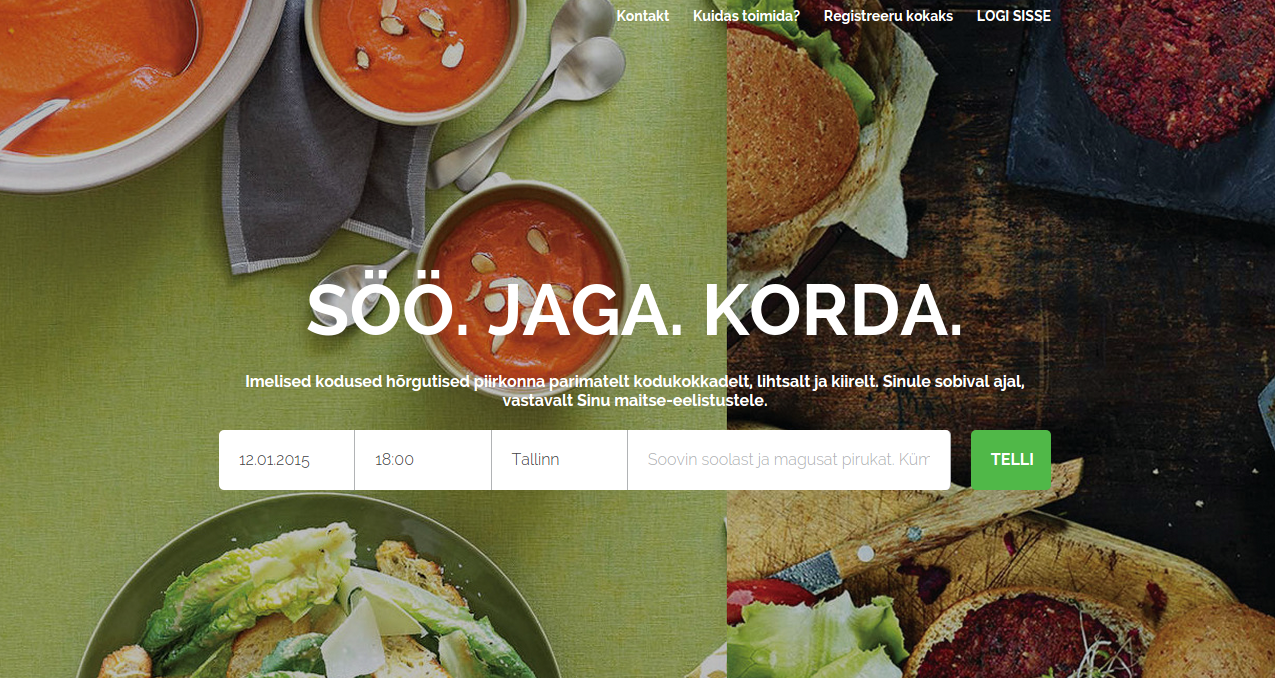 Kontakt Kuidas toimida? Registreeru kokaks LOGI SISSE
SÖÖ. JAGA. KORDA.
Imelised kodused hõrgutised piirkonna parimatelt kodukokkadelt, lihtsalt ja kiirelt. Sinule sobival ajal,
vastavalt Sinu maitse-eelistustele.
12.01.2015 18:00 Tallinn Soovin soolast ja magusat pirukat. Küm TELLI